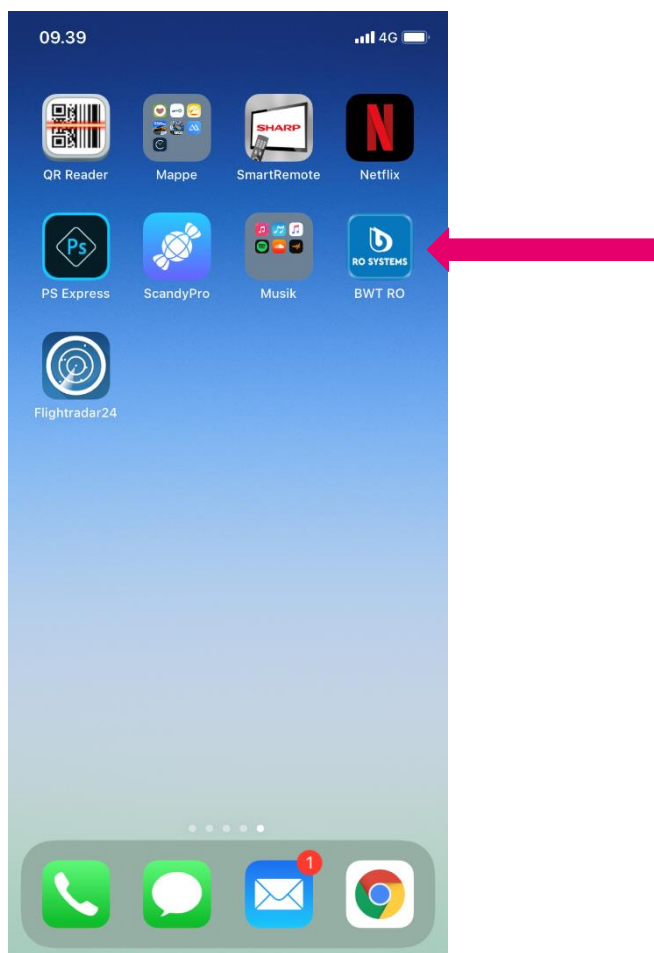 09.39
4G
SHARP
N
QR Reader
Mappe
SmartRemote
Netflix
Ps
RO SYSTEMS
PS Express
ScandyPro
Musik
BWT RO
Flightradar24
1